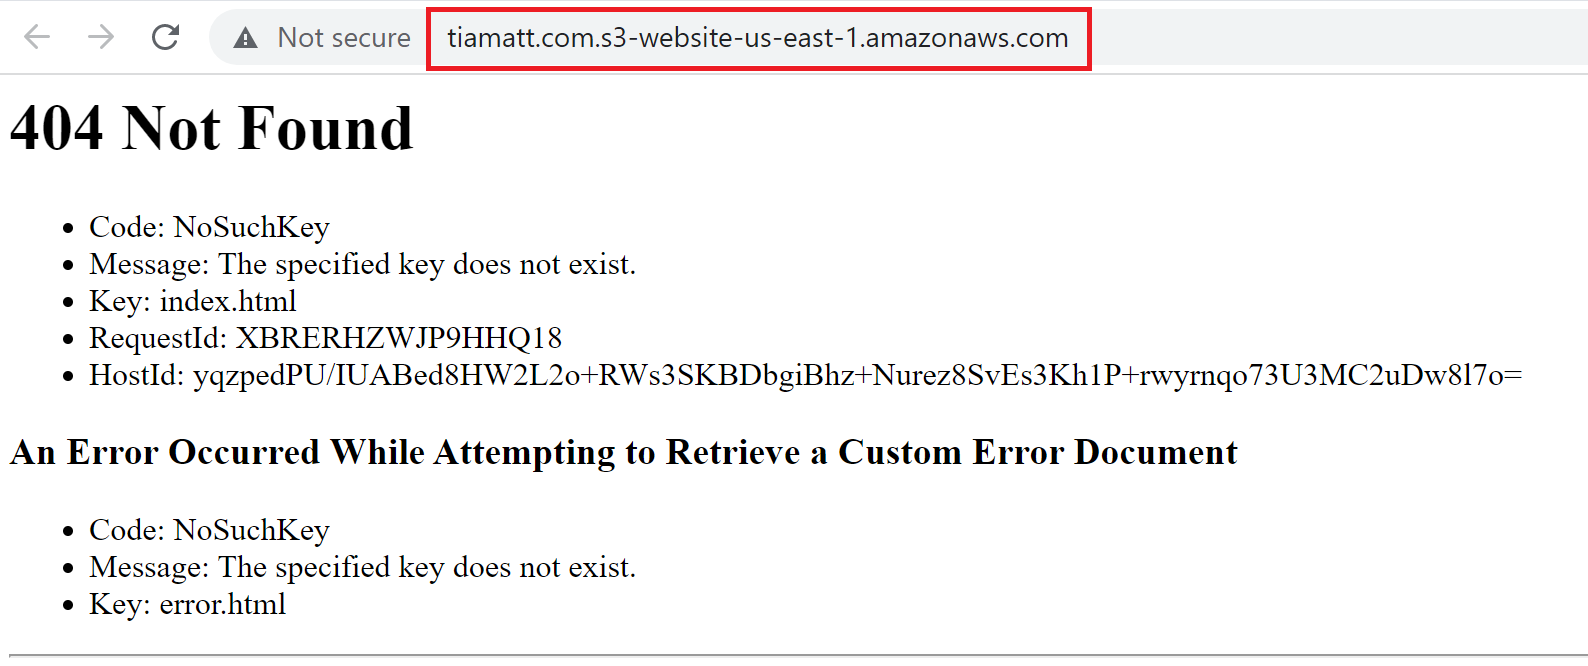 Not secure tiamatt.com.s3-website-us-east-1.amazonaws.com
404 Not Found
Code: NoSuchKey
Message: The specified key does not exist.
Key: index.html
RequestId: XBRERHZWJP9HHQ18
HostId: yqzpedPU/IUABed8HW2L2o+RWs3SKBDbgiBhz+Nurez8SvEs3Kh1P+rwyrnqo73U3MC2uDw8l7o=
An Error Occurred While Attempting to Retrieve a Custom Error Document
Code: NoSuchKey
Message: The specified key does not exist.
Key: error.html